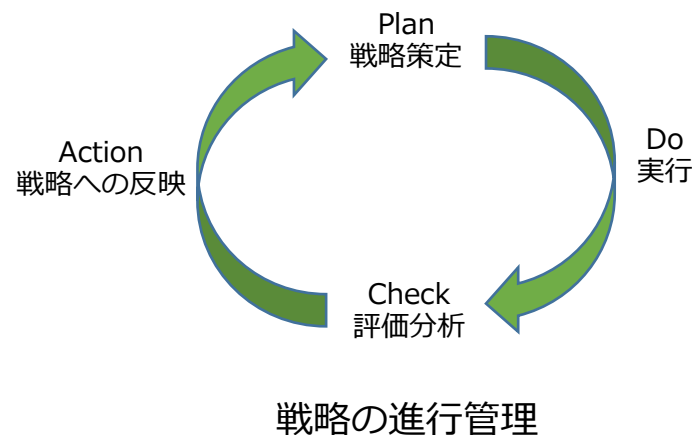 Plan
戦略策定
Do
実行
Check
評価分析
Action
戦略への反映
戦略の進行管理